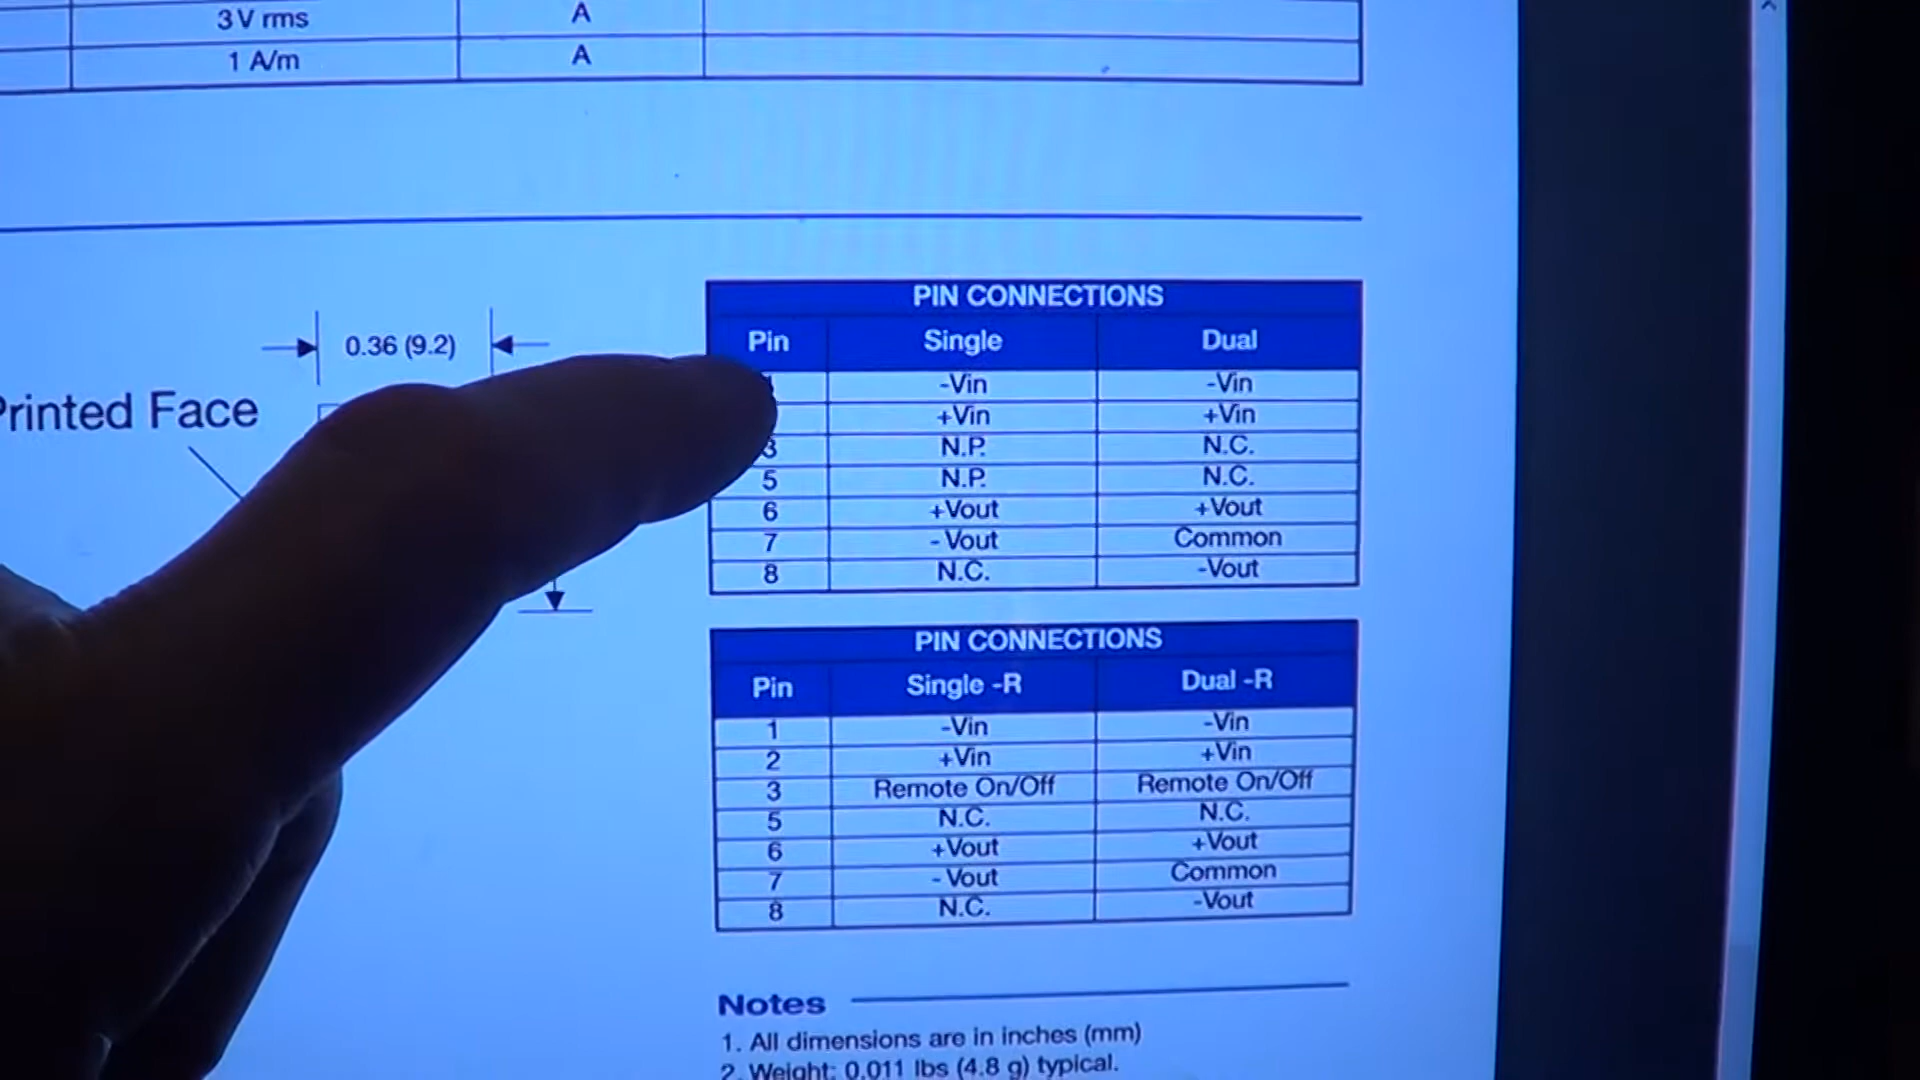 3V rms A
1 A/m A
0.36 (9.2)
Printed Face
PIN CONNECTIONS
Pin Single Dual
-Vin -Vin
+Vin +Vin
3 N.P. N.C.
5 N.P. N.C.
6 +Vout +Vout
7 - Vout Common
8 N.C. -Vout
PIN CONNECTIONS
Pin Single -R Dual -R
1 -Vin -Vin
2 +Vin +Vin
3 Remote On/Off Remote On/Off
5 N.C. N.C.
6 +Vout +Vout
7 - Vout Common
8 N.C. -Vout
Notes
1. All dimensions are in inches (mm)
2. Weight: 0.011 lbs (4.8 g) typical.